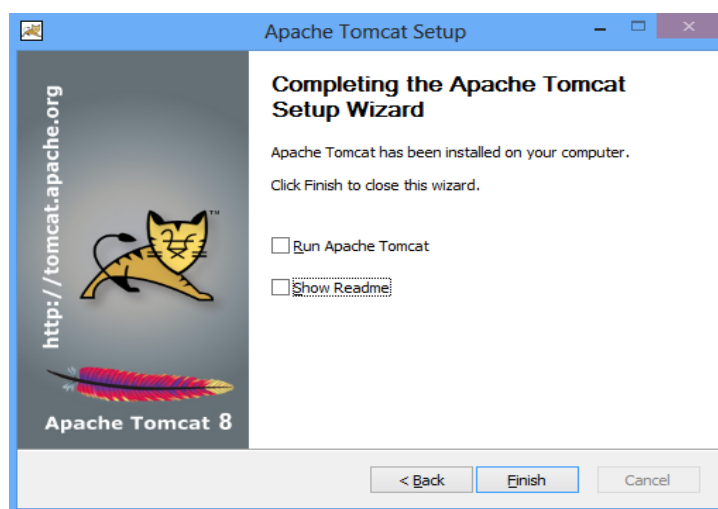 Apache Tomcat Setup
http://tomcat.apache.org
TM
Apache Tomcat 8
Completing the Apache Tomcat
Setup Wizard
Apache Tomcat has been installed on your computer.
Click Finish to close this wizard.
Run Apache Tomcat
Show Readme
< Back
Finish
Cancel